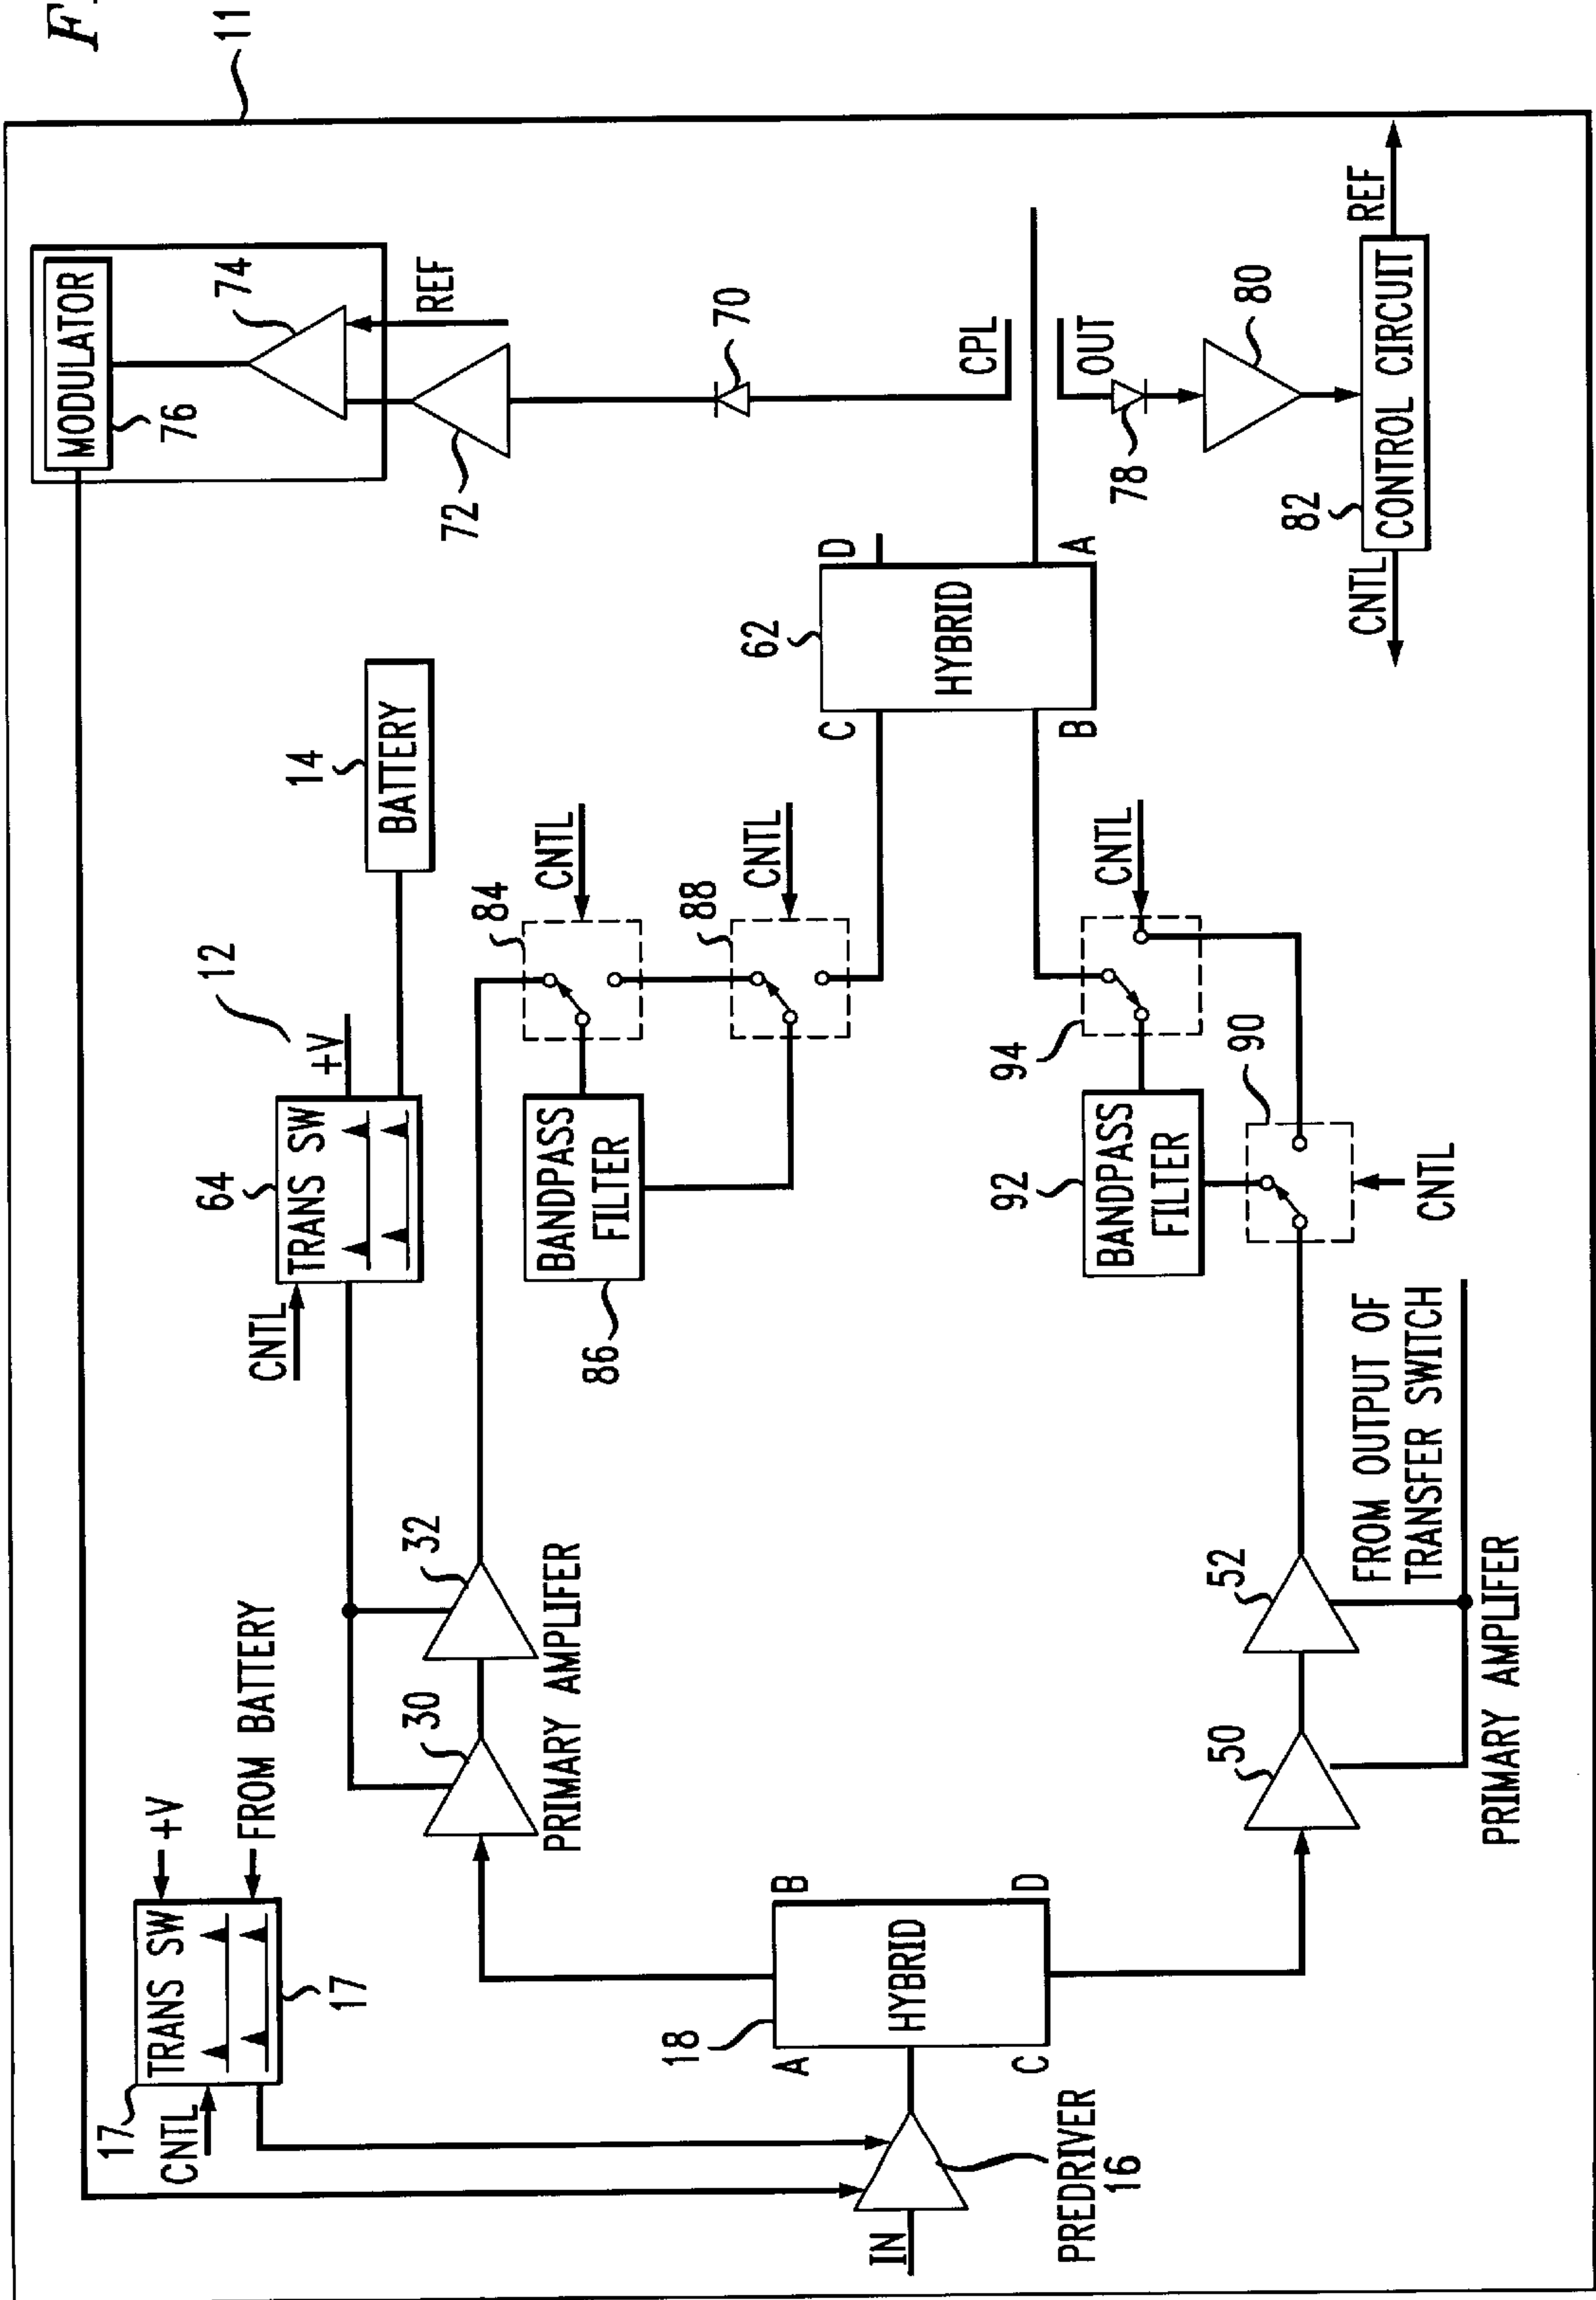 F
11
MODULATOR
76
74
REF
72
70
CPL
OUT
78
80
82
CONTROL CIRCUIT
REF
CNTL
17
TRANS SW
17
CNTL
+V
FROM BATTERY
64
TRANS SW
CNTL
+V
12
14
BATTERY
30
32
PRIMARY AMPLIFER
84
CNTL
BANDPASS
FILTER
86
88
CNTL
62
HYBRID
C
D
B
A
IN
PREDRIVER
16
18
HYBRID
A
B
C
D
50
52
PRIMARY AMPLIFER
FROM OUTPUT OF
TRANSFER SWITCH
92
BANDPASS
FILTER
90
CNTL
94
CNTL